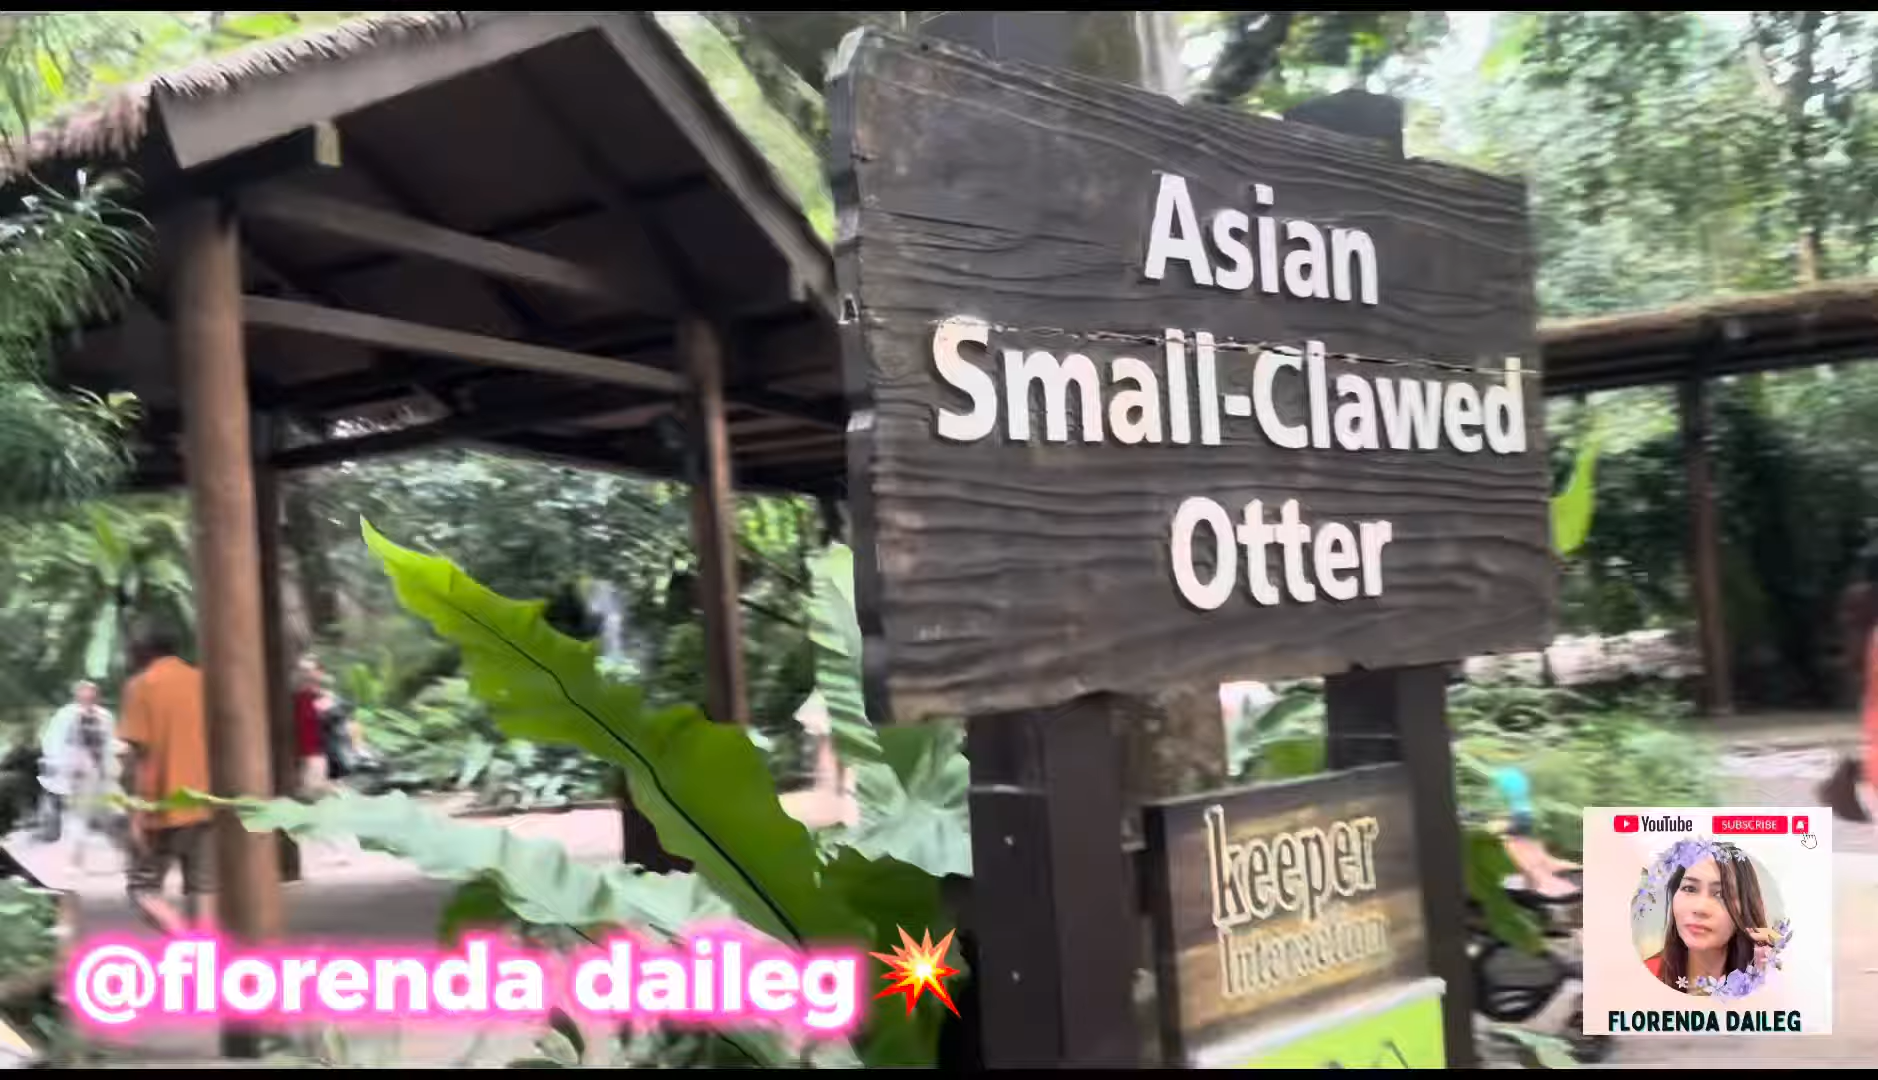 Asian
Small-Clawed
Otter
keeper
Interaction
@florenda daileg
YouTube SUBSCRIBE
FLORENDA DAILEG